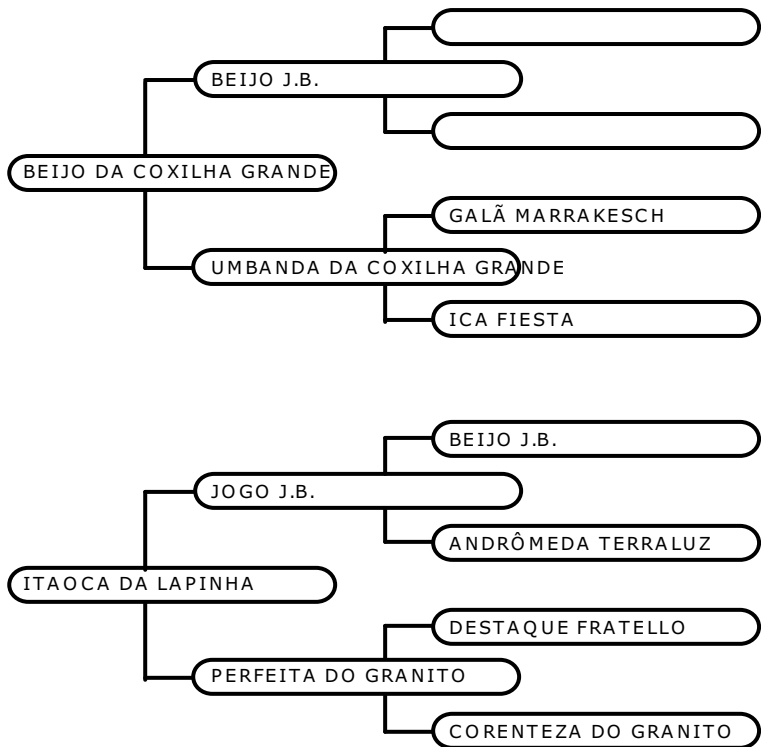 BEIJO J.B.
BEIJO DA COXILHA GRANDE
GALÃ MARRAKESCH
UMBANDA DA COXILHA GRANDE
ICA FIESTA
BEIJO J.B.
JOGO J.B.
ANDRÔMEDA TERRALUZ
ITAOCA DA LAPINHA
DESTAQUE FRATELLO
PERFEITA DO GRANITO
CORENTEZA DO GRANITO